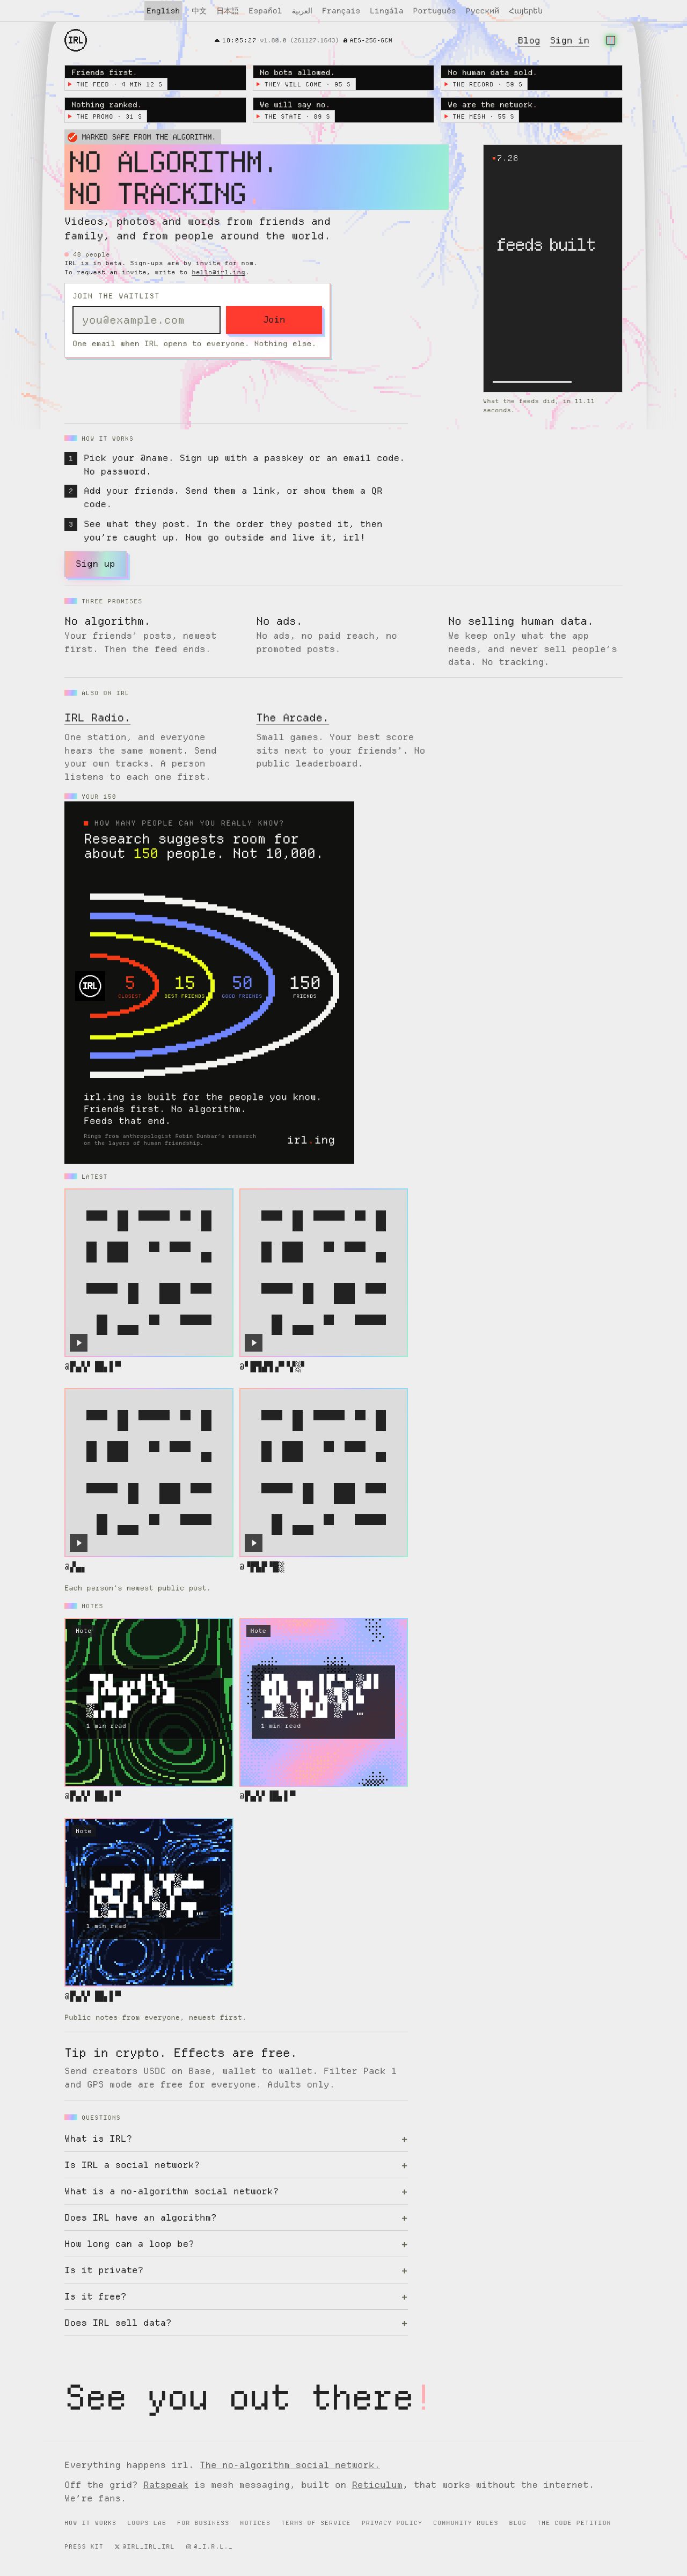 English 中文 日本語 Español العربية Français Lingála Português Русский Հայերեն
IRL
18:05:27 v1.80.0 (261127.1643) AES-256-GCM
Blog Sign in
Friends first.
THE FEED · 4 MIN 12 S
No bots allowed.
THEY WILL COME · 95 S
No human data sold.
THE RECORD · 59 S
Nothing ranked.
THE PROMO · 31 S
We will say no.
THE STATE · 89 S
We are the network.
THE MESH · 55 S
MARKED SAFE FROM THE ALGORITHM.
NO ALGORITHM.
NO TRACKING.
Videos, photos and words from friends and
family, and from people around the world.
48 people
IRL is in beta. Sign-ups are by invite for now.
To request an invite, write to hello@irl.ing.
JOIN THE WAITLIST
you@example.com
Join
One email when IRL opens to everyone. Nothing else.
7.28
feeds built
What the feeds did, in 11.11
seconds.
HOW IT WORKS
1 Pick your @name. Sign up with a passkey or an email code.
No password.
2 Add your friends. Send them a link, or show them a QR
code.
3 See what they post. In the order they posted it, then
you’re caught up. Now go outside and live it, irl!
Sign up
THREE PROMISES
No algorithm.
Your friends’ posts, newest
first. Then the feed ends.
No ads.
No ads, no paid reach, no
promoted posts.
No selling human data.
We keep only what the app
needs, and never sell people’s
data. No tracking.
ALSO ON IRL
IRL Radio.
One station, and everyone
hears the same moment. Send
your own tracks. A person
listens to each one first.
The Arcade.
Small games. Your best score
sits next to your friends’. No
public leaderboard.
YOUR 150
HOW MANY PEOPLE CAN YOU REALLY KNOW?
Research suggests room for
about 150 people. Not 10,000.
IRL
5
CLOSEST
15
BEST FRIENDS
50
GOOD FRIENDS
150
FRIENDS
irl.ing is built for the people you know.
Friends first. No algorithm.
Feeds that end.
Rings from anthropologist Robin Dunbar's research
on the layers of human friendship.
irl.ing
LATEST
Each person's newest public post.
NOTES
Note
1 min read
Note
1 min read
Note
1 min read
Public notes from everyone, newest first.
Tip in crypto. Effects are free.
Send creators USDC on Base, wallet to wallet. Filter Pack 1
and GPS mode are free for everyone. Adults only.
QUESTIONS
What is IRL? +
Is IRL a social network? +
What is a no-algorithm social network? +
Does IRL have an algorithm? +
How long can a loop be? +
Is it private? +
Is it free? +
Does IRL sell data? +
See you out there!
Everything happens irl. The no-algorithm social network.
Off the grid? Ratspeak is mesh messaging, built on Reticulum, that works without the internet.
We’re fans.
HOW IT WORKS LOOPS LAB FOR BUSINESS NOTICES TERMS OF SERVICE PRIVACY POLICY COMMUNITY RULES BLOG THE CODE PETITION
PRESS KIT @IRL_IRL_IRL @_I.R.L._